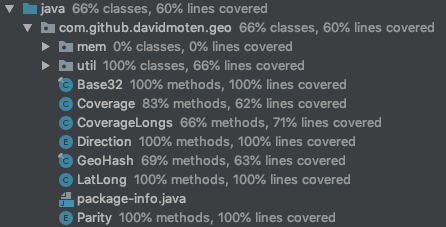 java 66% classes, 60% lines covered
com.github.davidmoten.geo 66% classes, 60% lines covered
mem 0% classes, 0% lines covered
util 100% classes, 66% lines covered
Base32 100% methods, 100% lines covered
Coverage 83% methods, 62% lines covered
CoverageLongs 66% methods, 71% lines covered
Direction 100% methods, 100% lines covered
GeoHash 69% methods, 63% lines covered
LatLong 100% methods, 100% lines covered
package-info.java
Parity 100% methods, 100% lines covered